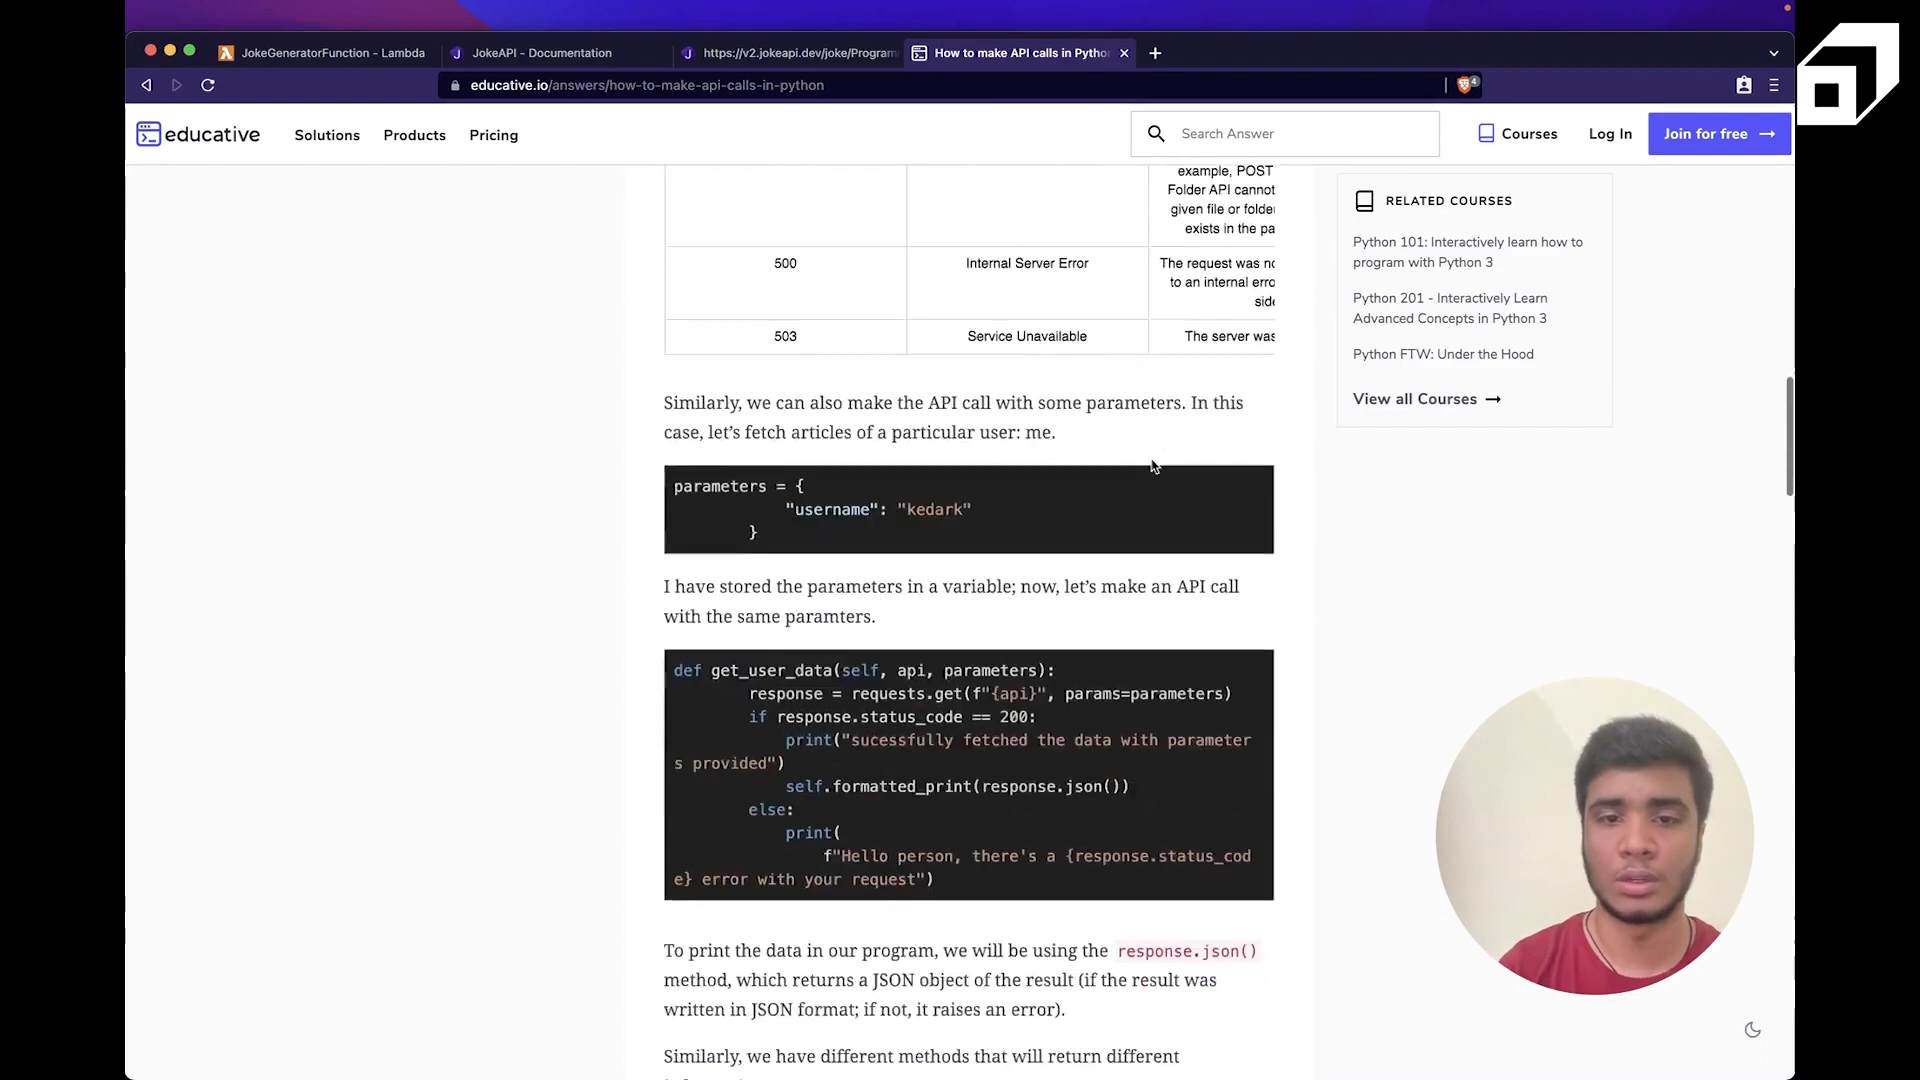 JokeGeneratorFunction - Lambda
JokeAPI - Documentation
https://v2.jokeapi.dev/joke/Program
How to make API calls in Pytho
educative.io/answers/how-to-make-api-calls-in-python
4
educative
Solutions
Products
Pricing
Search Answer
Courses
Log In
Join for free
example, POST
Folder API cannot
given file or folde
exists in the pa
500
Internal Server Error
The request was no
to an internal erro
side
503
Service Unavailable
The server was
Similarly, we can also make the API call with some parameters. In this
case, let’s fetch articles of a particular user: me.
parameters = {
"username": "kedark"
}
I have stored the parameters in a variable; now, let’s make an API call
with the same paramters.
def get_user_data(self, api, parameters):
response = requests.get(f"{api}", params=parameters)
if response.status_code == 200:
print("sucessfully fetched the data with parameter
s provided")
self.formatted_print(response.json())
else:
print(
f"Hello person, there's a {response.status_cod
e} error with your request")
To print the data in our program, we will be using the response.json()
method, which returns a JSON object of the result (if the result was
written in JSON format; if not, it raises an error).
Similarly, we have different methods that will return different
RELATED COURSES
Python 101: Interactively learn how to
program with Python 3
Python 201 - Interactively Learn
Advanced Concepts in Python 3
Python FTW: Under the Hood
View all Courses